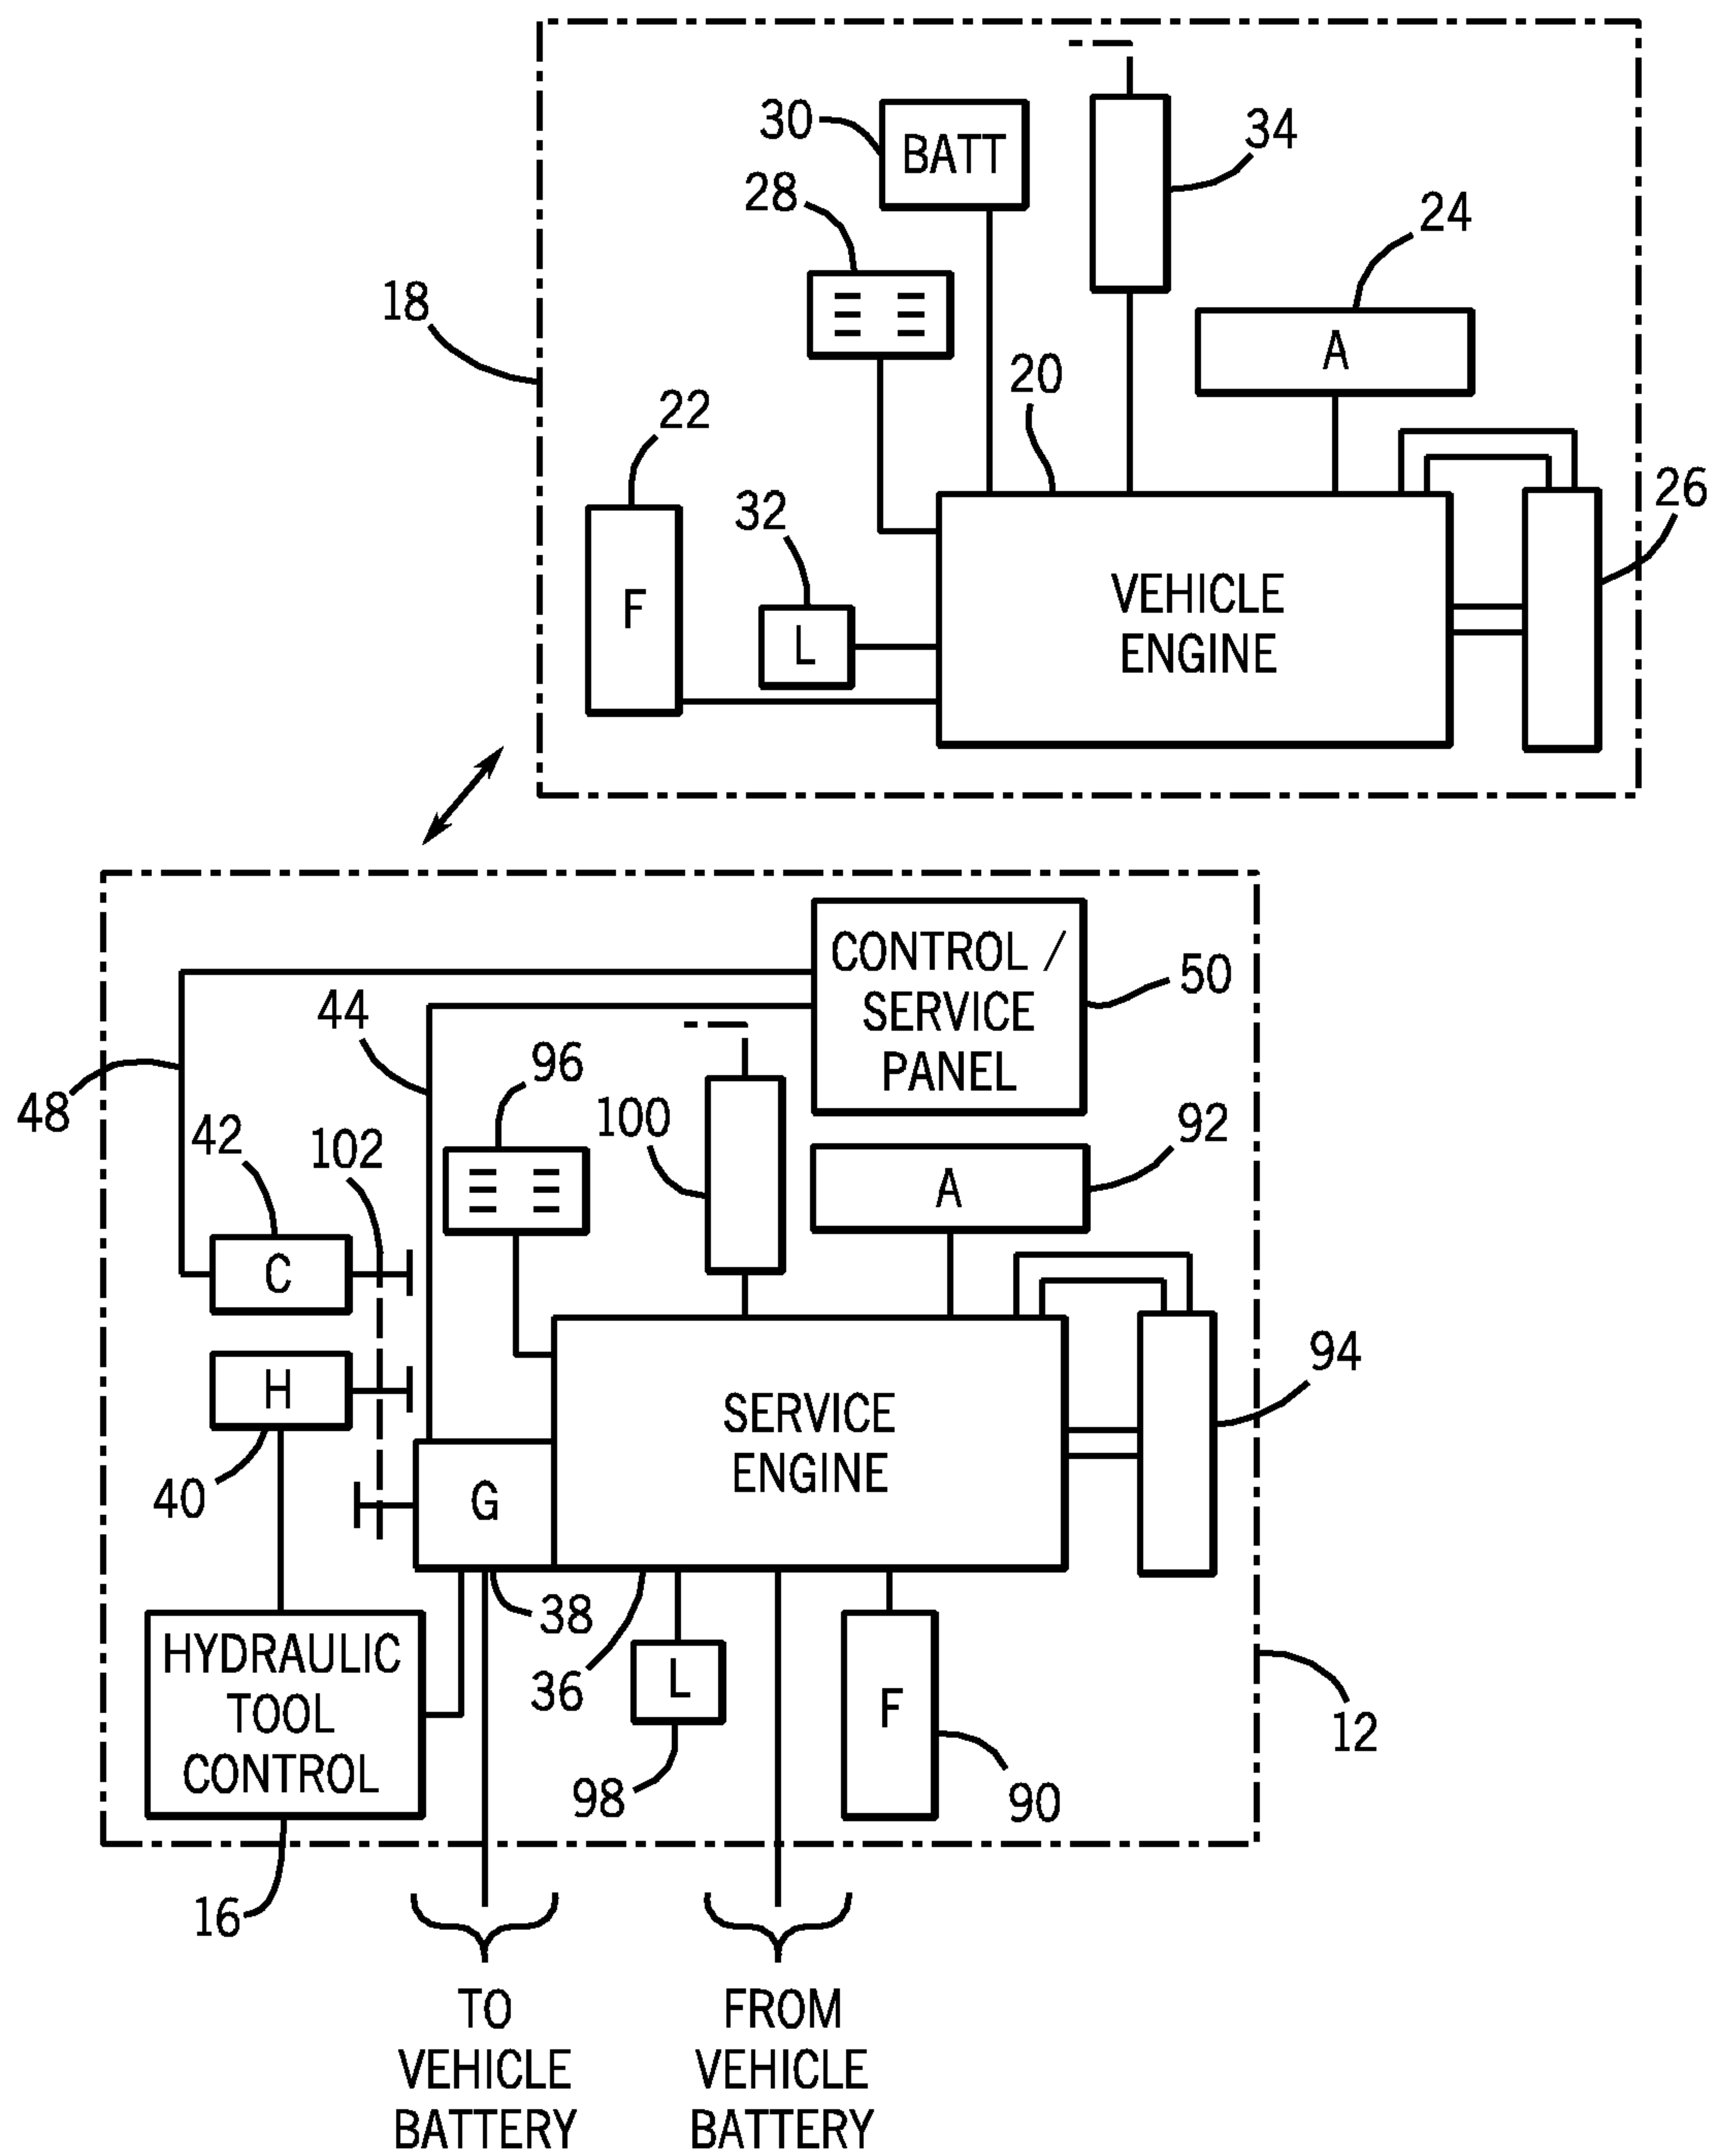 30
BATT
34
28
24
18
A
20
22
26
32
F
VEHICLE
ENGINE
L
CONTROL /
SERVICE
PANEL
50
44
96
48
100
92
42
102
A
C
94
H
SERVICE
ENGINE
40
G
38
HYDRAULIC
TOOL
CONTROL
36
L
F
12
98
90
16
TO
VEHICLE
BATTERY
FROM
VEHICLE
BATTERY